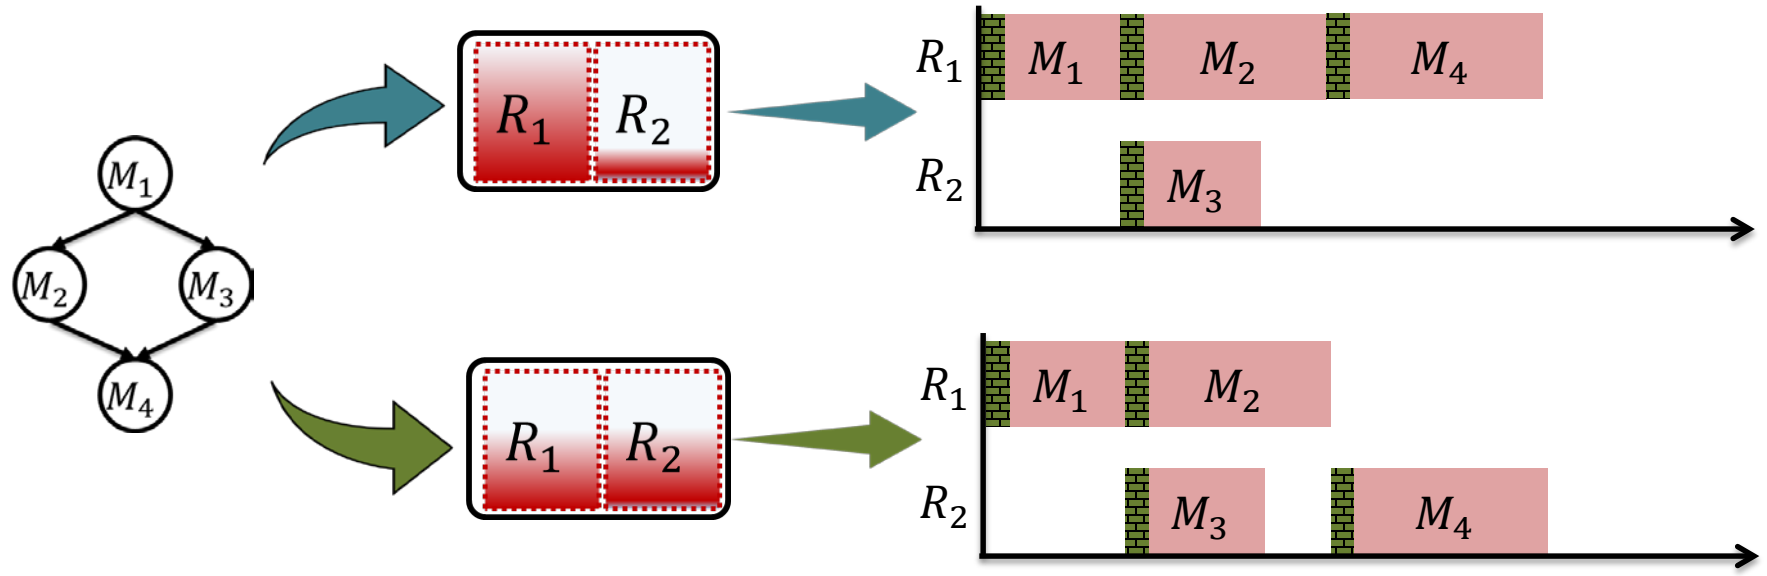 M₁
M₂ M₃
M₄
R₁ R₂
R₁ M₁ M₂ M₄
R₂ M₃
R₁ R₂
R₁ M₁ M₂
R₂ M₃ M₄